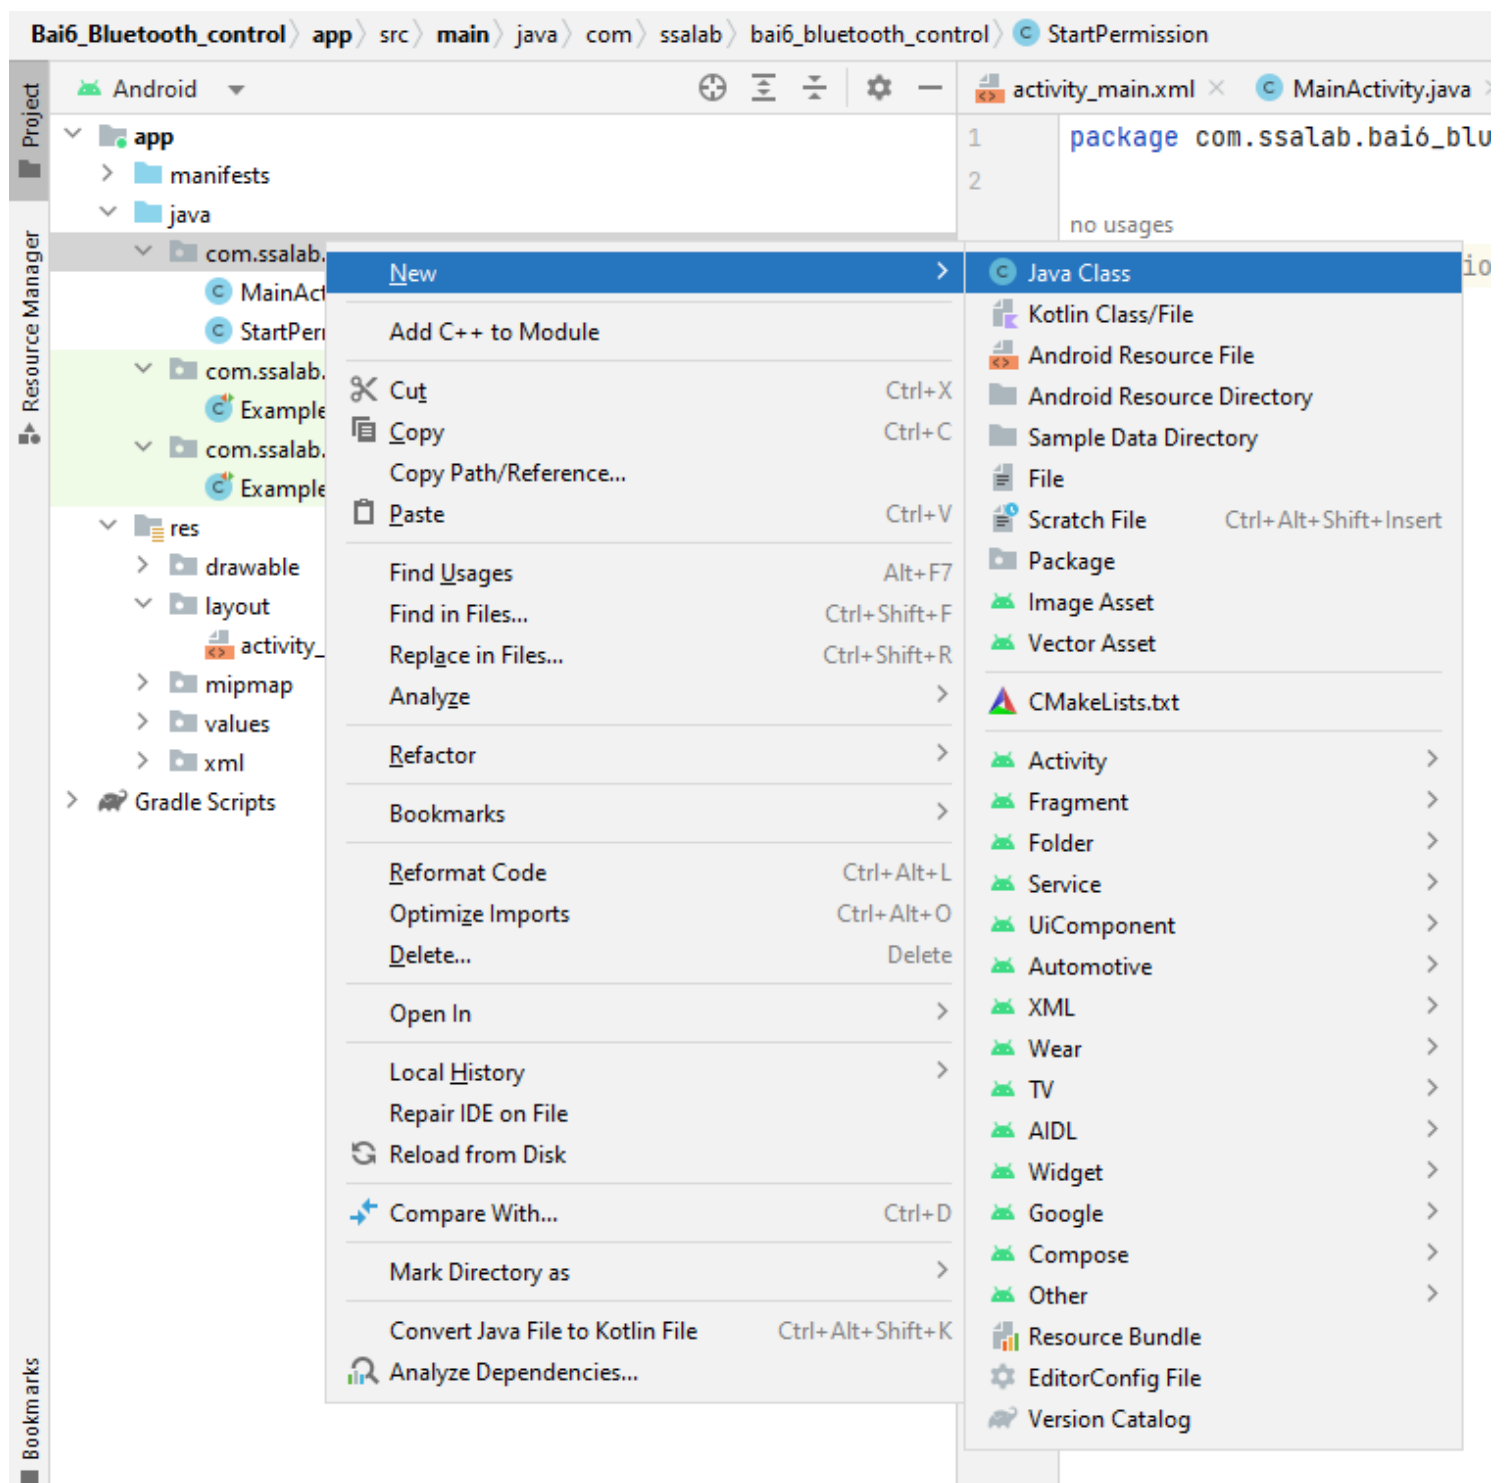 Bai6_Bluetooth_control app src main java com ssalab bai6_bluetooth_control StartPermission
Project
Resource Manager
Bookmarks
Android
app
manifests
java
com.ssalab.
MainAct
StartPer
com.ssalab.
Example
com.ssalab.
Example
res
drawable
layout
activity_
mipmap
values
xml
Gradle Scripts
activity_main.xml MainActivity.java
1 package com.ssalab.bai6_blu
2
no usages
io
New
Add C++ to Module
Cut Ctrl+X
Copy Ctrl+C
Copy Path/Reference...
Paste Ctrl+V
Find Usages Alt+F7
Find in Files... Ctrl+Shift+F
Replace in Files... Ctrl+Shift+R
Analyze
Refactor
Bookmarks
Reformat Code Ctrl+Alt+L
Optimize Imports Ctrl+Alt+O
Delete... Delete
Open In
Local History
Repair IDE on File
Reload from Disk
Compare With... Ctrl+D
Mark Directory as
Convert Java File to Kotlin File Ctrl+Alt+Shift+K
Analyze Dependencies...
Java Class
Kotlin Class/File
Android Resource File
Android Resource Directory
Sample Data Directory
File
Scratch File Ctrl+Alt+Shift+Insert
Package
Image Asset
Vector Asset
CMakeLists.txt
Activity
Fragment
Folder
Service
UiComponent
Automotive
XML
Wear
TV
AIDL
Widget
Google
Compose
Other
Resource Bundle
EditorConfig File
Version Catalog